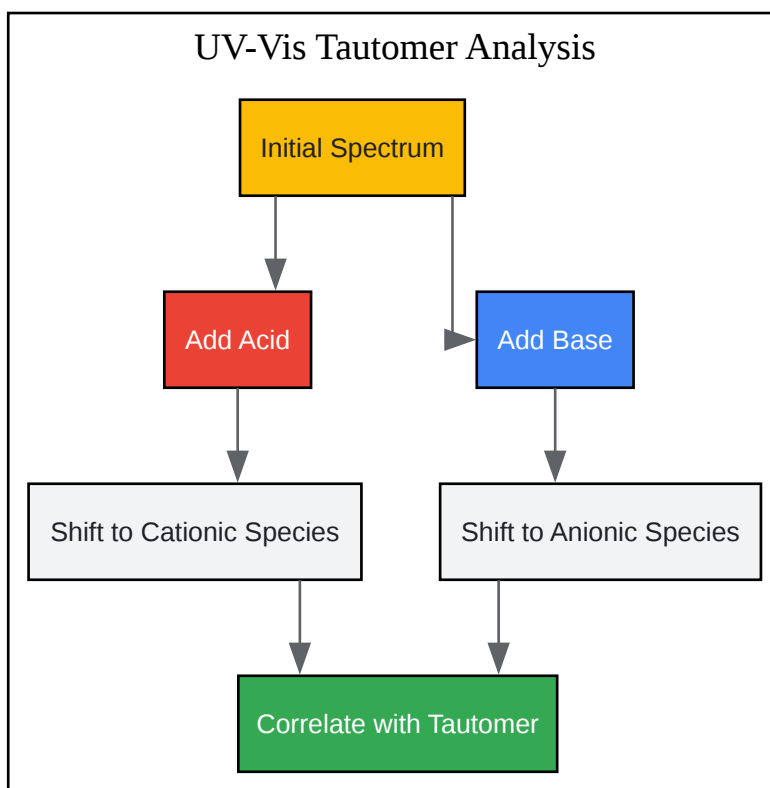 UV-Vis Tautomer Analysis
Initial Spectrum
Add Acid
Add Base
Shift to Cationic Species
Shift to Anionic Species
Correlate with Tautomer